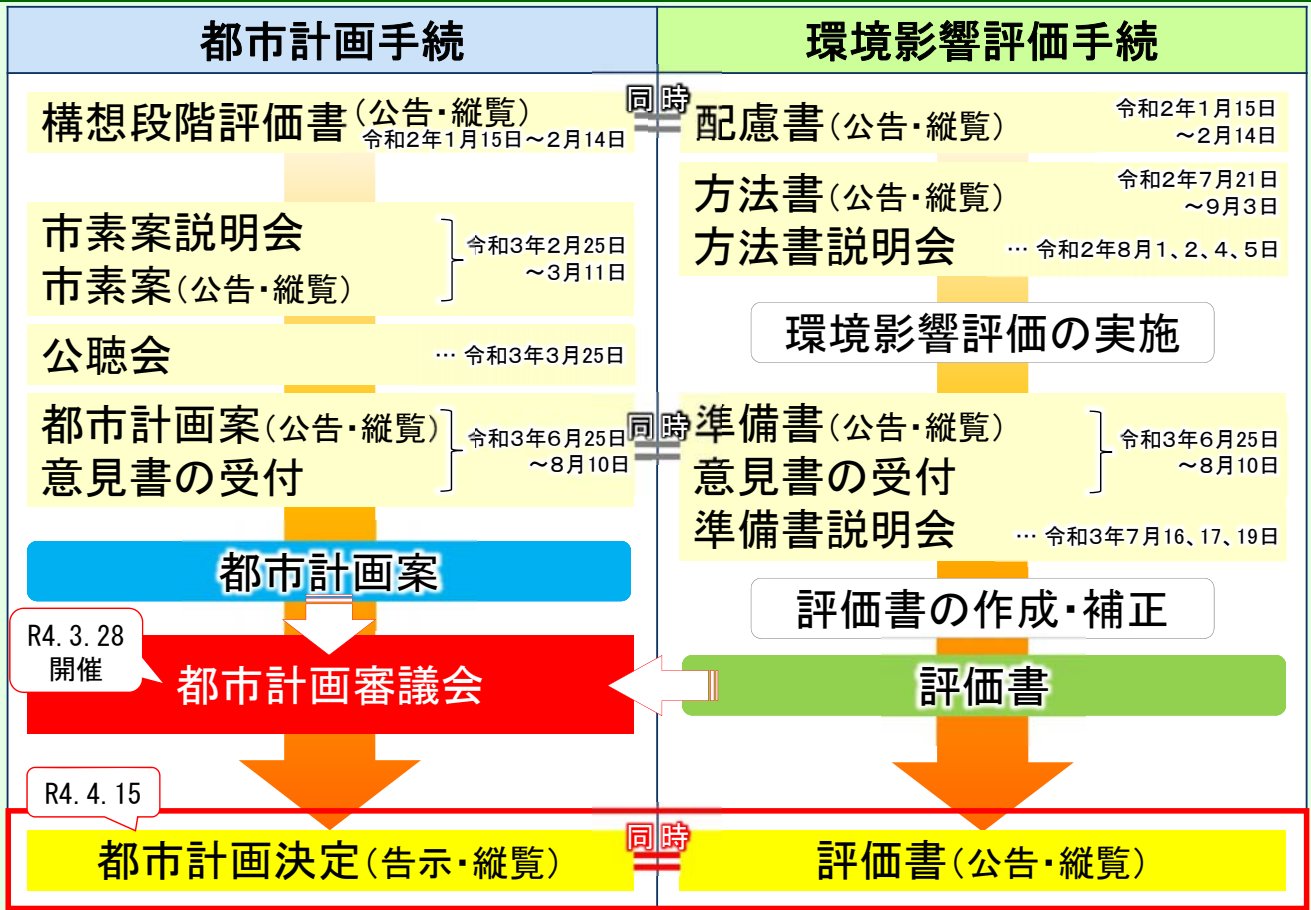 都市計画手続
構想段階評価書(公告・縦覧)
令和2年1月15日~2月14日
市素案説明会
市素案(公告・縦覧)
令和3年2月25日
~3月11日
公聴会
… 令和3年3月25日
都市計画案(公告・縦覧)
意見書の受付
令和3年6月25日
~8月10日
都市計画案
R4.3.28
開催
都市計画審議会
R4.4.15
都市計画決定(告示・縦覧)
同時
同時
同時
環境影響評価手続
配慮書(公告・縦覧)
令和2年1月15日
~2月14日
方法書(公告・縦覧)
令和2年7月21日
~9月3日
方法書説明会
… 令和2年8月1、2、4、5日
環境影響評価の実施
準備書(公告・縦覧)
意見書の受付
令和3年6月25日
~8月10日
準備書説明会
… 令和3年7月16、17、19日
評価書の作成・補正
評価書
評価書(公告・縦覧)